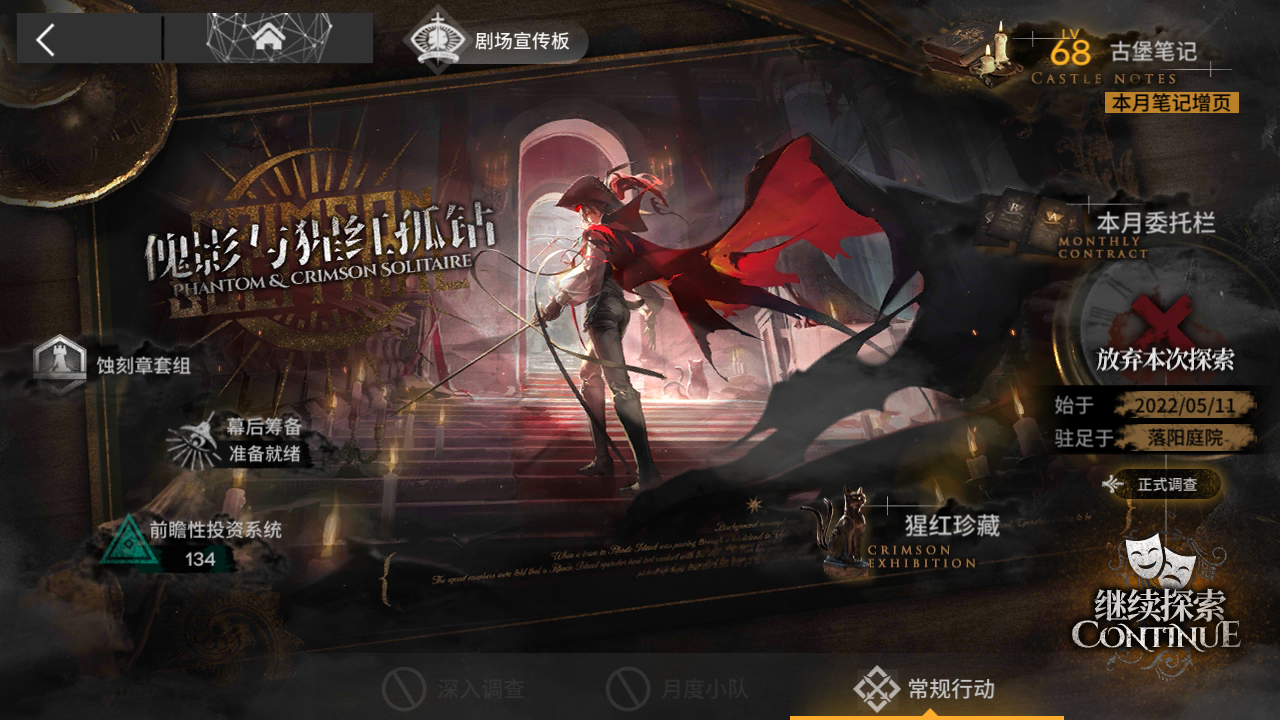 剧场宣传板
LV
68
古堡笔记
CASTLE NOTES
本月笔记增页
CRIMSON
傀影与猩红孤钻
PHANTOM & CRIMSON SOLITAIRE
本月委托栏
MONTHLY
CONTRACT
放弃本次探索
始于 2022/05/11
驻足于 落阳庭院
正式调查
蚀刻章套组
幕后筹备
准备就绪
前瞻性投资系统
134
猩红珍藏
CRIMSON
EXHIBITION
继续探索
CONTINUE
深入调查
月度小队
常规行动